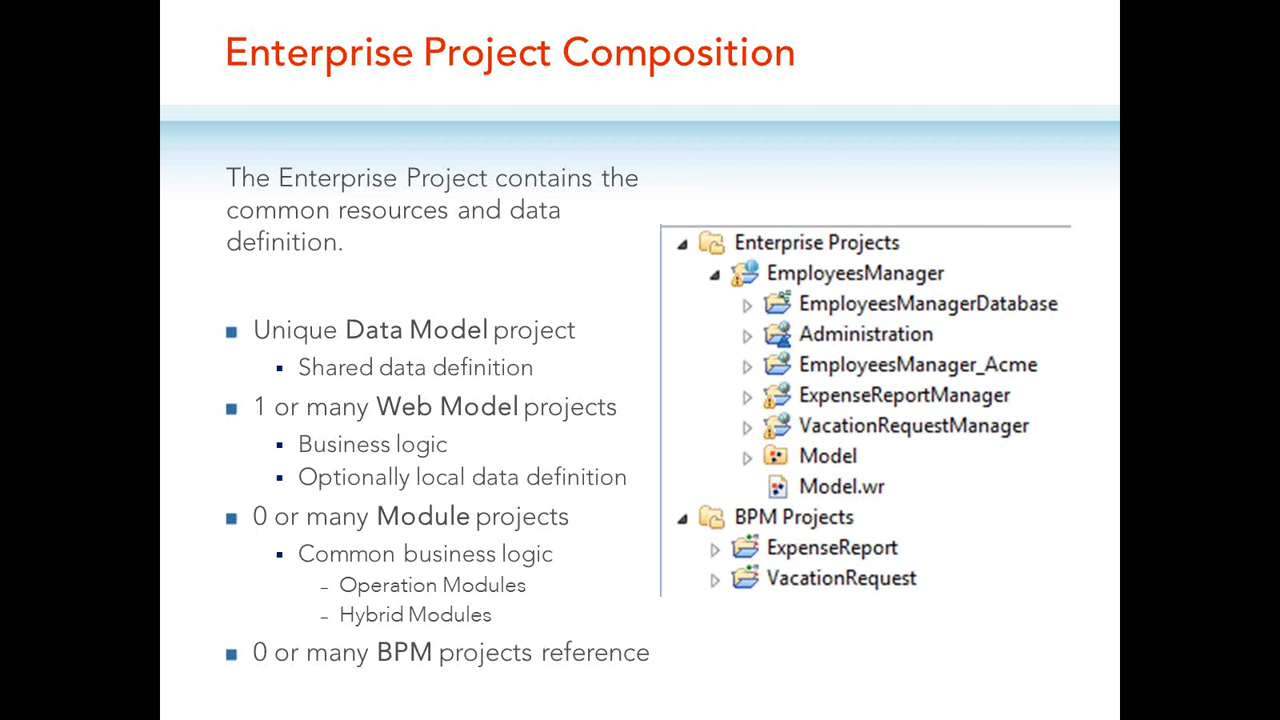 Enterprise Project Composition
The Enterprise Project contains the
common resources and data
definition.
Unique Data Model project
Shared data definition
1 or many Web Model projects
Business logic
Optionally local data definition
0 or many Module projects
Common business logic
Operation Modules
Hybrid Modules
0 or many BPM projects reference
Enterprise Projects
EmployeesManager
EmployeesManagerDatabase
Administration
EmployeesManager_Acme
ExpenseReportManager
VacationRequestManager
Model
Model.wr
BPM Projects
ExpenseReport
VacationRequest